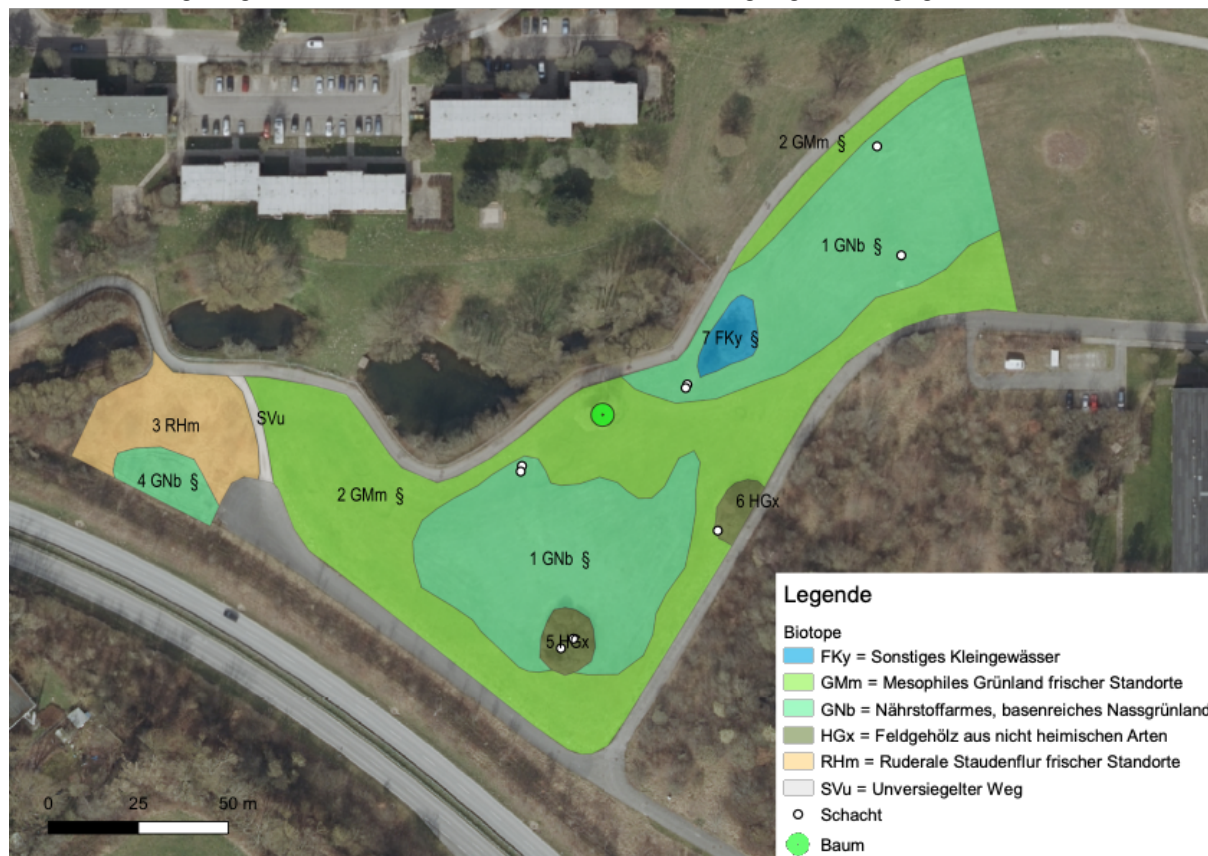 2 GMm §
1 GNb §
7 FKy §
SVu
3 RHm
4 GNb §
2 GMm §
6 HGx
1 GNb §
5 HGx
0 25 50 m
Legende
Biotope
FKy = Sonstiges Kleingewässer
GMm = Mesophiles Grünland frischer Standorte
GNb = Nährstoffarmes, basenreiches Nassgrünland
HGx = Feldgehölz aus nicht heimischen Arten
RHm = Ruderale Staudenflur frischer Standorte
SVu = Unversiegelter Weg
Schacht
Baum